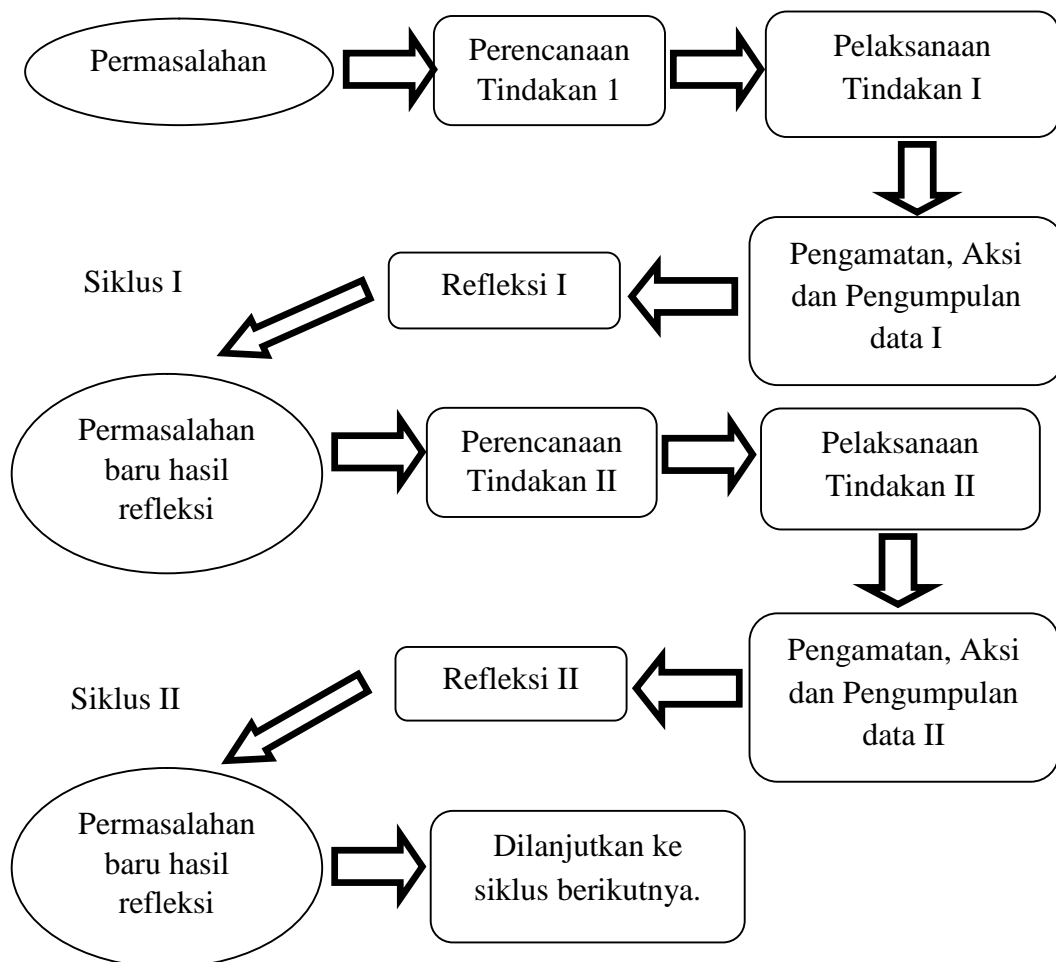 Permasalahan
Perencanaan
Tindakan 1
Pelaksanaan
Tindakan I
Pengamatan, Aksi
dan Pengumpulan
data I
Refleksi I
Siklus I
Permasalahan
baru hasil
refleksi
Perencanaan
Tindakan II
Pelaksanaan
Tindakan II
Pengamatan, Aksi
dan Pengumpulan
data II
Refleksi II
Siklus II
Permasalahan
baru hasil
refleksi
Dilanjutkan ke
siklus berikutnya.